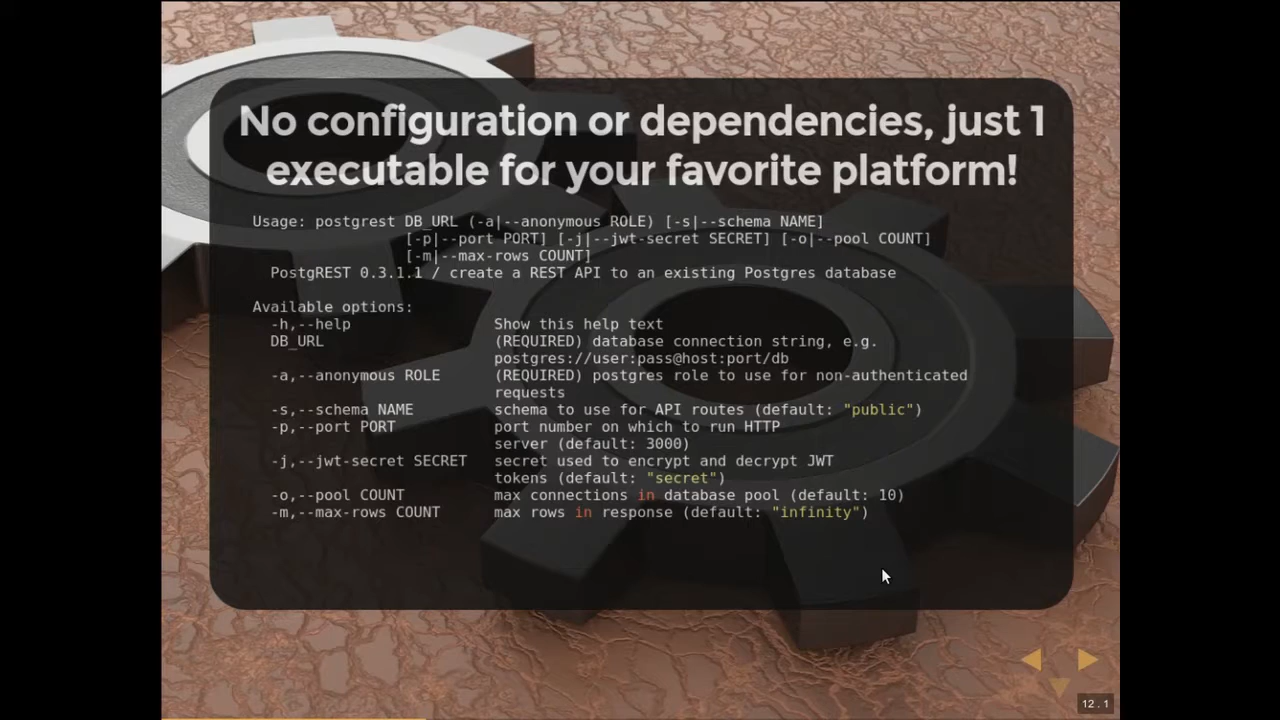 No configuration or dependencies, just 1
executable for your favorite platform!
Usage: postgrest DB_URL (-a|--anonymous ROLE) [-s|--schema NAME]
[-p|--port PORT] [-j|--jwt-secret SECRET] [-o|--pool COUNT]
[-m|--max-rows COUNT]
PostgREST 0.3.1.1 / create a REST API to an existing Postgres database
Available options:
-h,--help Show this help text
DB_URL (REQUIRED) database connection string, e.g.
postgres://user:pass@host:port/db
-a,--anonymous ROLE (REQUIRED) postgres role to use for non-authenticated
requests
-s,--schema NAME schema to use for API routes (default: "public")
-p,--port PORT port number on which to run HTTP
server (default: 3000)
-j,--jwt-secret SECRET secret used to encrypt and decrypt JWT
tokens (default: "secret")
-o,--pool COUNT max connections in database pool (default: 10)
-m,--max-rows COUNT max rows in response (default: "infinity")
12.1